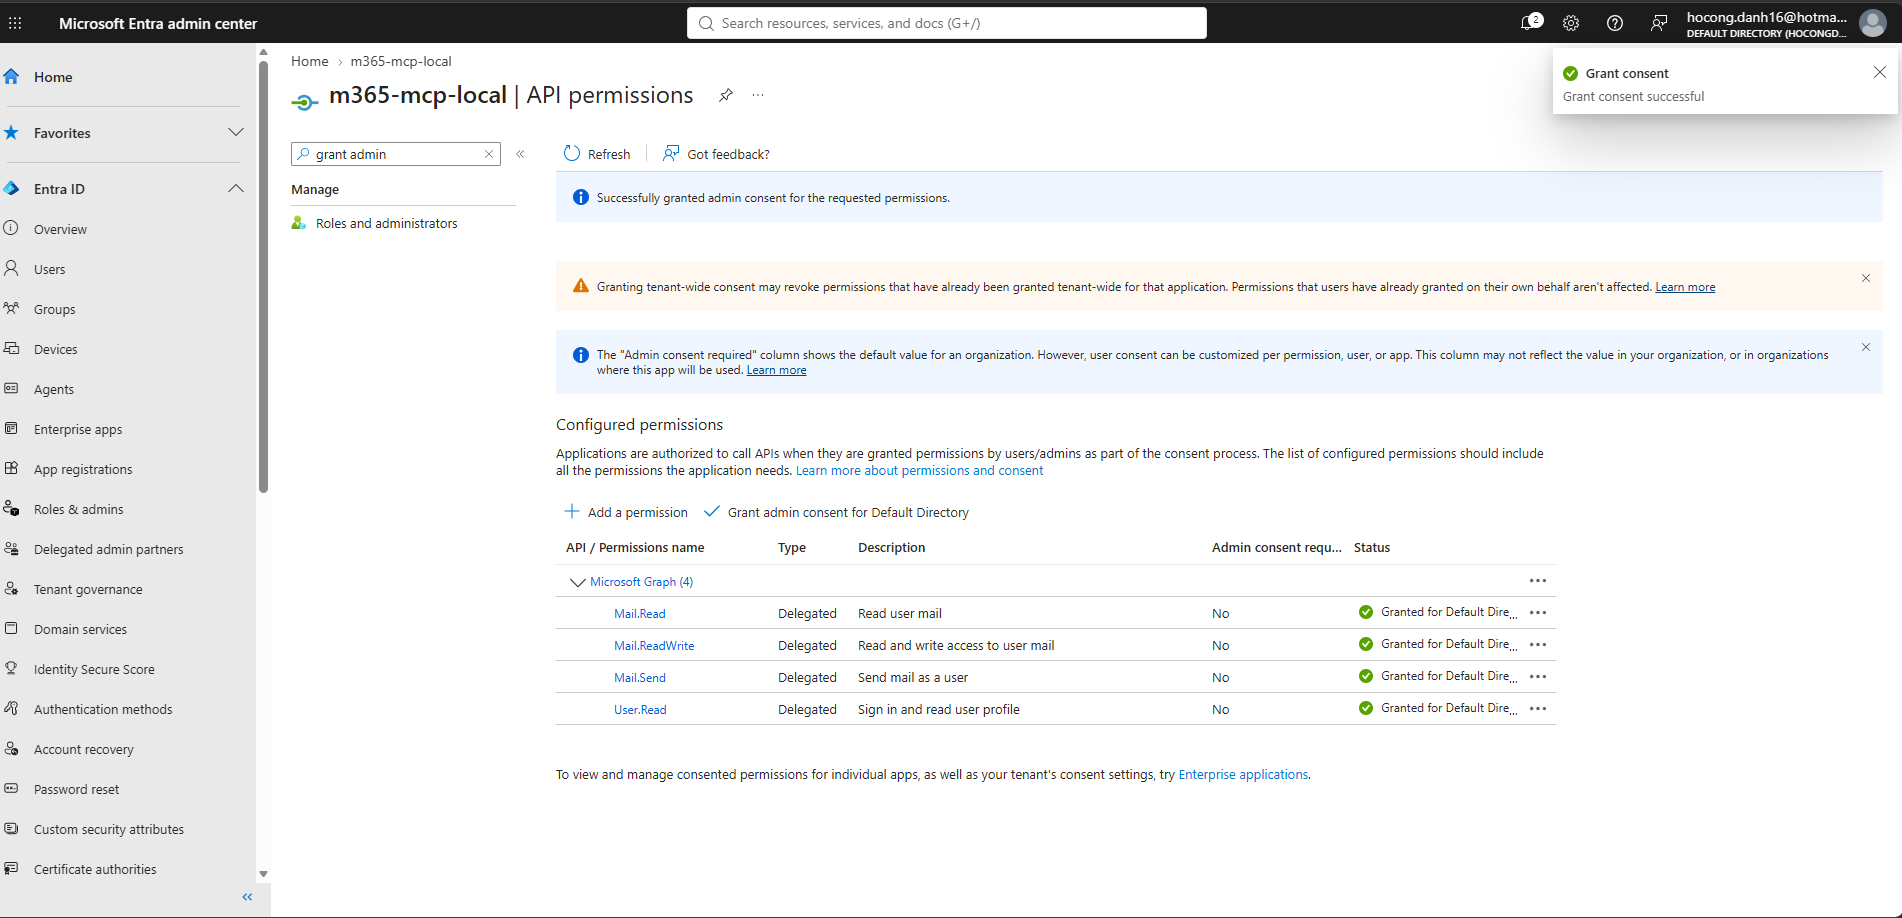 Microsoft Entra admin center
Search resources, services, and docs (G+/)
2
hocong.danh16@hotma...
DEFAULT DIRECTORY (HOCONGD...
Grant consent
Grant consent successful
Home
Favorites
Entra ID
Overview
Users
Groups
Devices
Agents
Enterprise apps
App registrations
Roles & admins
Delegated admin partners
Tenant governance
Domain services
Identity Secure Score
Authentication methods
Account recovery
Password reset
Custom security attributes
Certificate authorities
Home > m365-mcp-local
m365-mcp-local | API permissions
grant admin
Manage
Roles and administrators
Refresh
Got feedback?
Successfully granted admin consent for the requested permissions.
Granting tenant-wide consent may revoke permissions that have already been granted tenant-wide for that application. Permissions that users have already granted on their own behalf aren't affected. Learn more
The "Admin consent required" column shows the default value for an organization. However, user consent can be customized per permission, user, or app. This column may not reflect the value in your organization, or in organizations
where this app will be used. Learn more
Configured permissions
Applications are authorized to call APIs when they are granted permissions by users/admins as part of the consent process. The list of configured permissions should include
all the permissions the application needs. Learn more about permissions and consent
Add a permission
Grant admin consent for Default Directory
API / Permissions name Type Description Admin consent requ... Status
Microsoft Graph (4)
Mail.Read Delegated Read user mail No Granted for Default Dire...
Mail.ReadWrite Delegated Read and write access to user mail No Granted for Default Dire...
Mail.Send Delegated Send mail as a user No Granted for Default Dire...
User.Read Delegated Sign in and read user profile No Granted for Default Dire...
To view and manage consented permissions for individual apps, as well as your tenant's consent settings, try Enterprise applications.